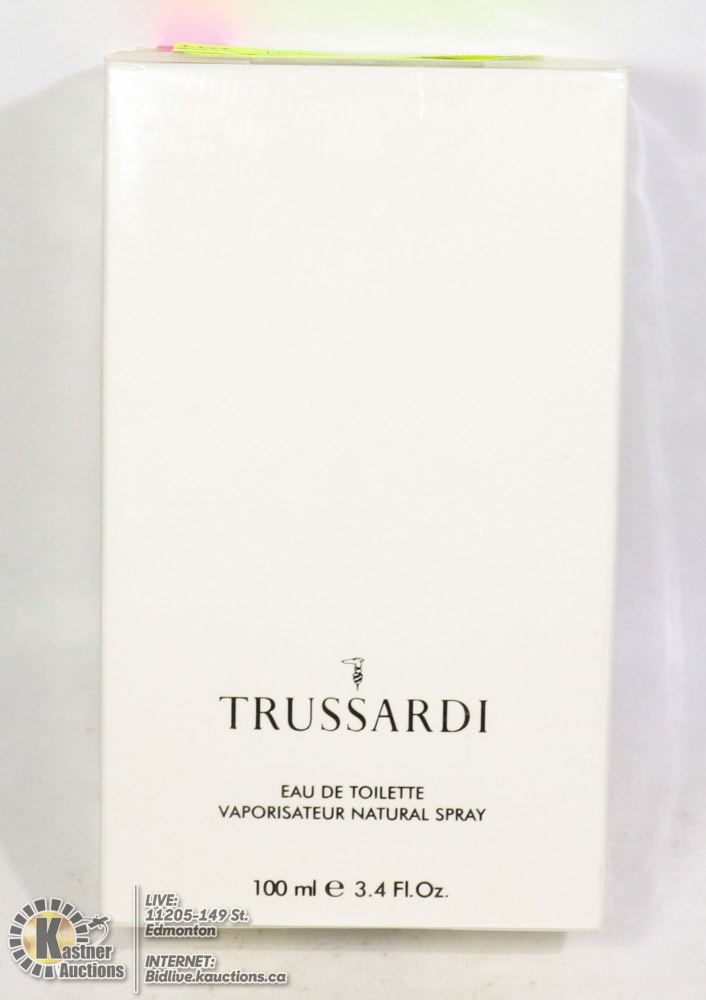 TRUSSARDI
EAU DE TOILETTE
VAPORISATEUR NATURAL SPRAY
100 ml ℮ 3.4 Fl.Oz.
Kastner
Auctions
LIVE:
11205-149 St.
Edmonton
INTERNET:
Bidlive.kauctions.ca